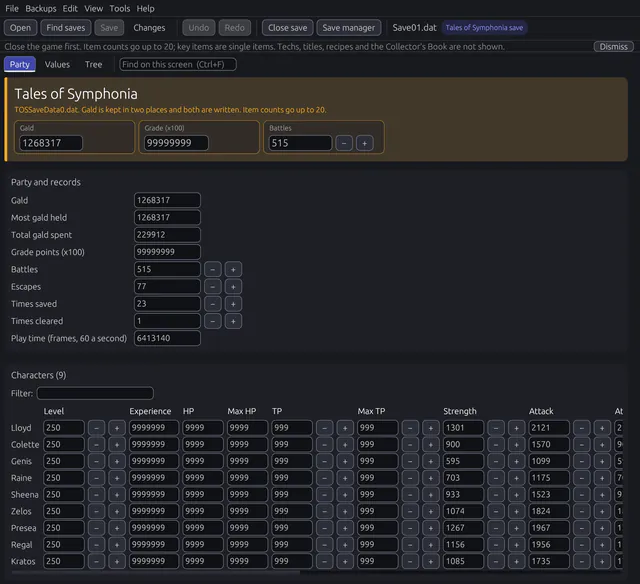 File Backups Edit View Tools Help
Open Find saves Save Changes Undo Redo Close save Save manager Save01.dat Tales of Symphonia save
Close the game first. Item counts go up to 20; key items are single items. Techs, titles, recipes and the Collector's Book are not shown. Dismiss
Party Values Tree Find on this screen (Ctrl+F)
Tales of Symphonia
TOSSaveData0.dat. Gald is kept in two places and both are written. Item counts go up to 20.
Gald Grade (x100) Battles
1268317 99999999 515 − +
Party and records
Gald 1268317
Most gald held 1268317
Total gald spent 229912
Grade points (x100) 99999999
Battles 515 − +
Escapes 77 − +
Times saved 23 − +
Times cleared 1 − +
Play time (frames, 60 a second) 6413140
Characters (9)
Filter:
Level Experience HP Max HP TP Max TP Strength Attack At
Lloyd 250 − + 9999999 9999 9999 999 − + 999 − + 1301 − + 2121 − + 2
Colette 250 − + 9999999 9999 9999 999 − + 999 − + 900 − + 1570 − +
Genis 250 − + 9999999 9999 9999 999 − + 999 − + 595 − + 1099 − +
Raine 250 − + 9999999 9999 9999 999 − + 999 − + 703 − + 1175 − +
Sheena 250 − + 9999999 9999 9999 999 − + 999 − + 933 − + 1523 − +
Zelos 250 − + 9999999 9999 9999 999 − + 999 − + 1074 − + 1824 − +
Presea 250 − + 9999999 9999 9999 999 − + 999 − + 1267 − + 1967 − +
Regal 250 − + 9999999 9999 9999 999 − + 999 − + 1156 − + 1956 − +
Kratos 250 − + 9999999 9999 9999 999 − + 999 − + 1085 − + 1735 − +